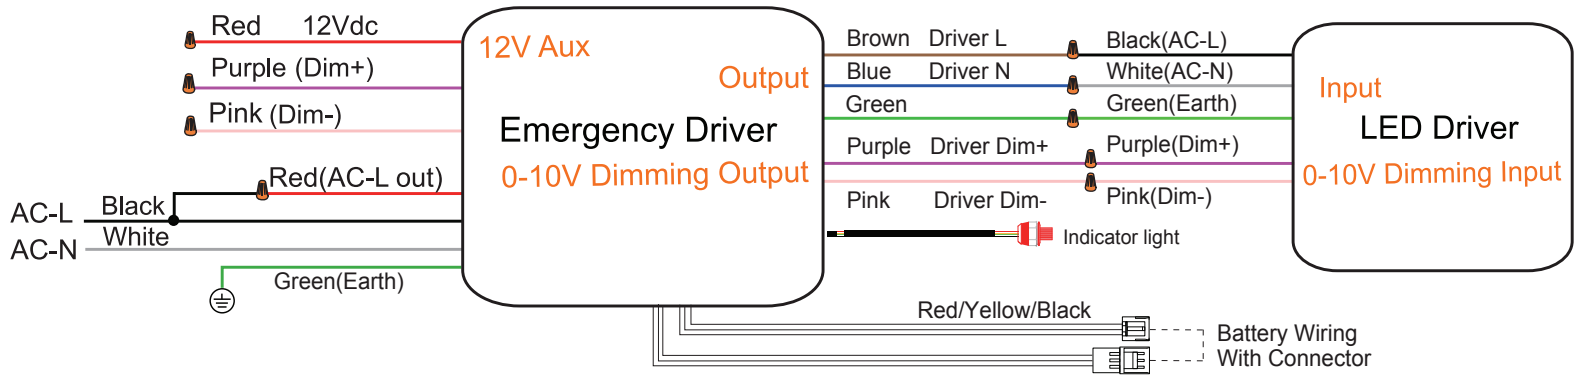 Red 12Vdc
Purple (Dim+)
Pink (Dim-)
Red(AC-L out)
AC-L Black
AC-N White
Green(Earth)
12V Aux
Output
Emergency Driver
0-10V Dimming Output
Brown Driver L
Blue Driver N
Green
Purple Driver Dim+
Pink Driver Dim-
Indicator light
Black(AC-L)
White(AC-N)
Green(Earth)
Purple(Dim+)
Pink(Dim-)
Input
LED Driver
0-10V Dimming Input
Red/Yellow/Black
Battery Wiring
With Connector